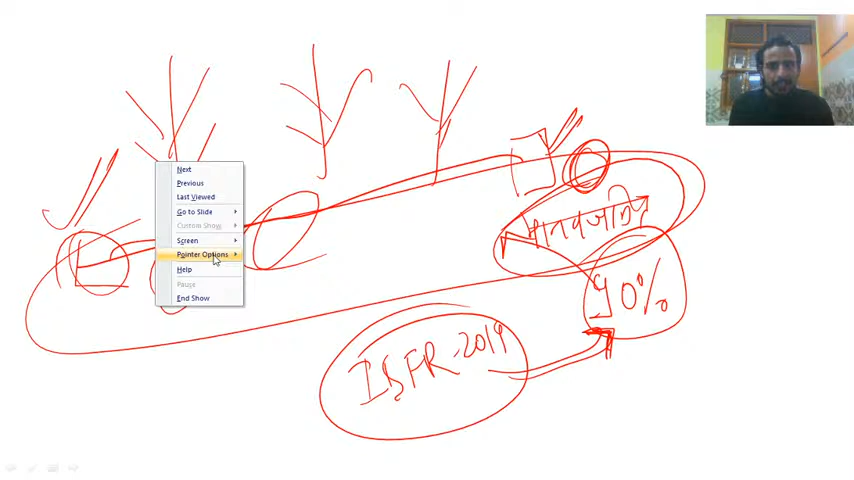 Next
Previous
Last Viewed
Go to Slide
Custom Show
Screen
Pointer Options
Help
Pause
End Show
मानवजनित
90%
ISFR-2019